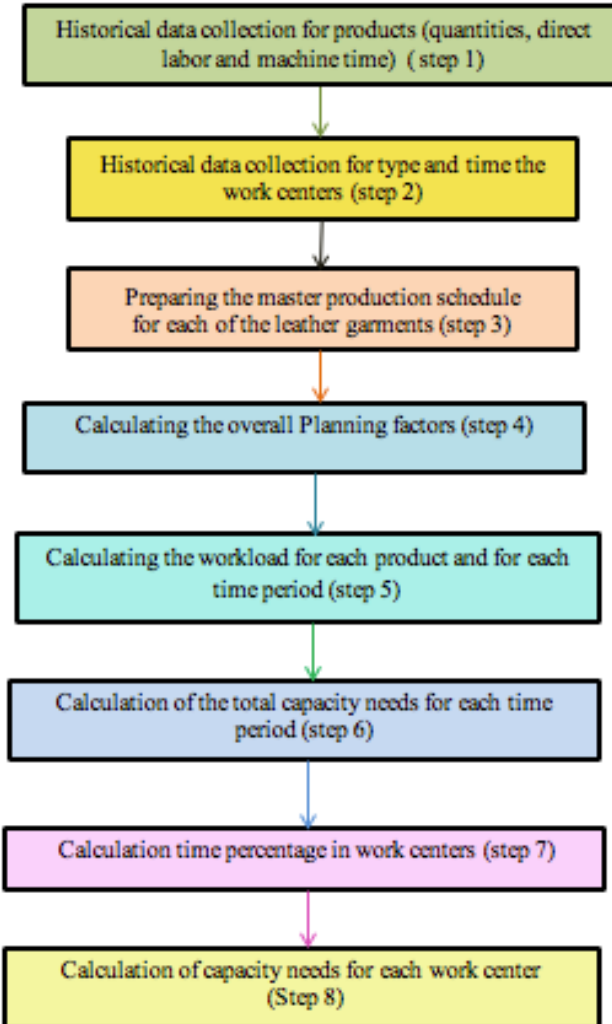 Historical data collection for products (quantities, direct
labor and machine time) ( step 1)
Historical data collection for type and time the
work centers (step 2)
Preparing the master production schedule
for each of the leather garments (step 3)
Calculating the overall Planning factors (step 4)
Calculating the workload for each product and for each
time period (step 5)
Calculation of the total capacity needs for each time
period (step 6)
Calculation time percentage in work centers (step 7)
Calculation of capacity needs for each work center
(Step 8)